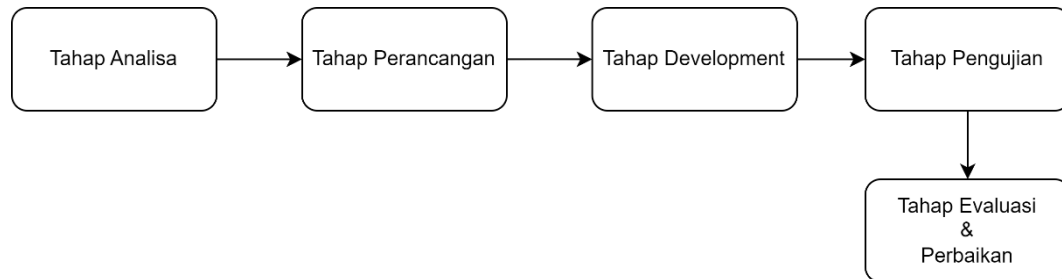 Tahap Analisa
Tahap Perancangan
Tahap Development
Tahap Pengujian
Tahap Evaluasi
&
Perbaikan